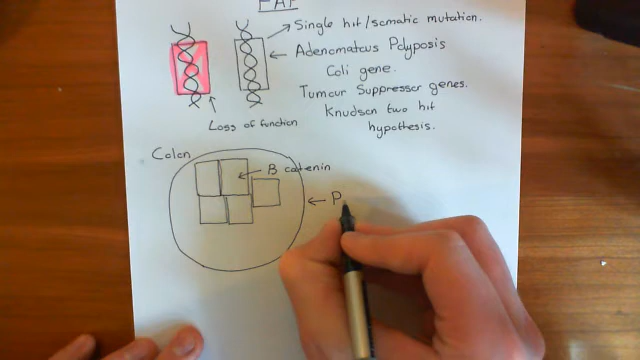 FAP
Single hit/somatic mutation.
Adenomatous Polyposis
Coli gene.
Tumour Suppressor genes.
Knudson two hit
hypothesis.
Loss of function
Colon
B catenin
P